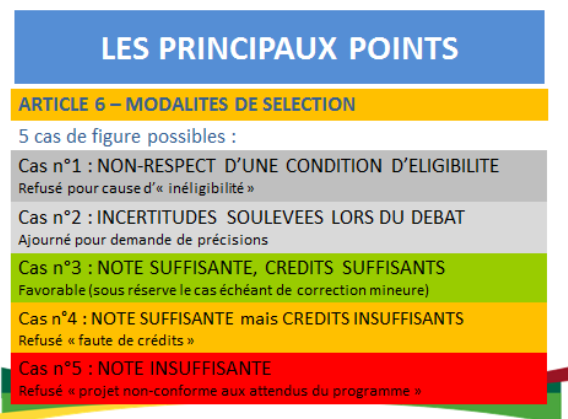 LES PRINCIPAUX POINTS
ARTICLE 6 – MODALITES DE SELECTION
5 cas de figure possibles :
Cas n°1 : NON-RESPECT D'UNE CONDITION D'ELIGIBILITE
Refusé pour cause d'« inéligibilité »
Cas n°2 : INCERTITUDES SOULEVEES LORS DU DEBAT
Ajourné pour demande de précisions
Cas n°3 : NOTE SUFFISANTE, CREDITS SUFFISANTS
Favorable (sous réserve le cas échéant de correction mineure)
Cas n°4 : NOTE SUFFISANTE mais CREDITS INSUFFISANTS
Refusé « faute de crédits »
Cas n°5 : NOTE INSUFFISANTE
Refusé « projet non-conforme aux attendus du programme »